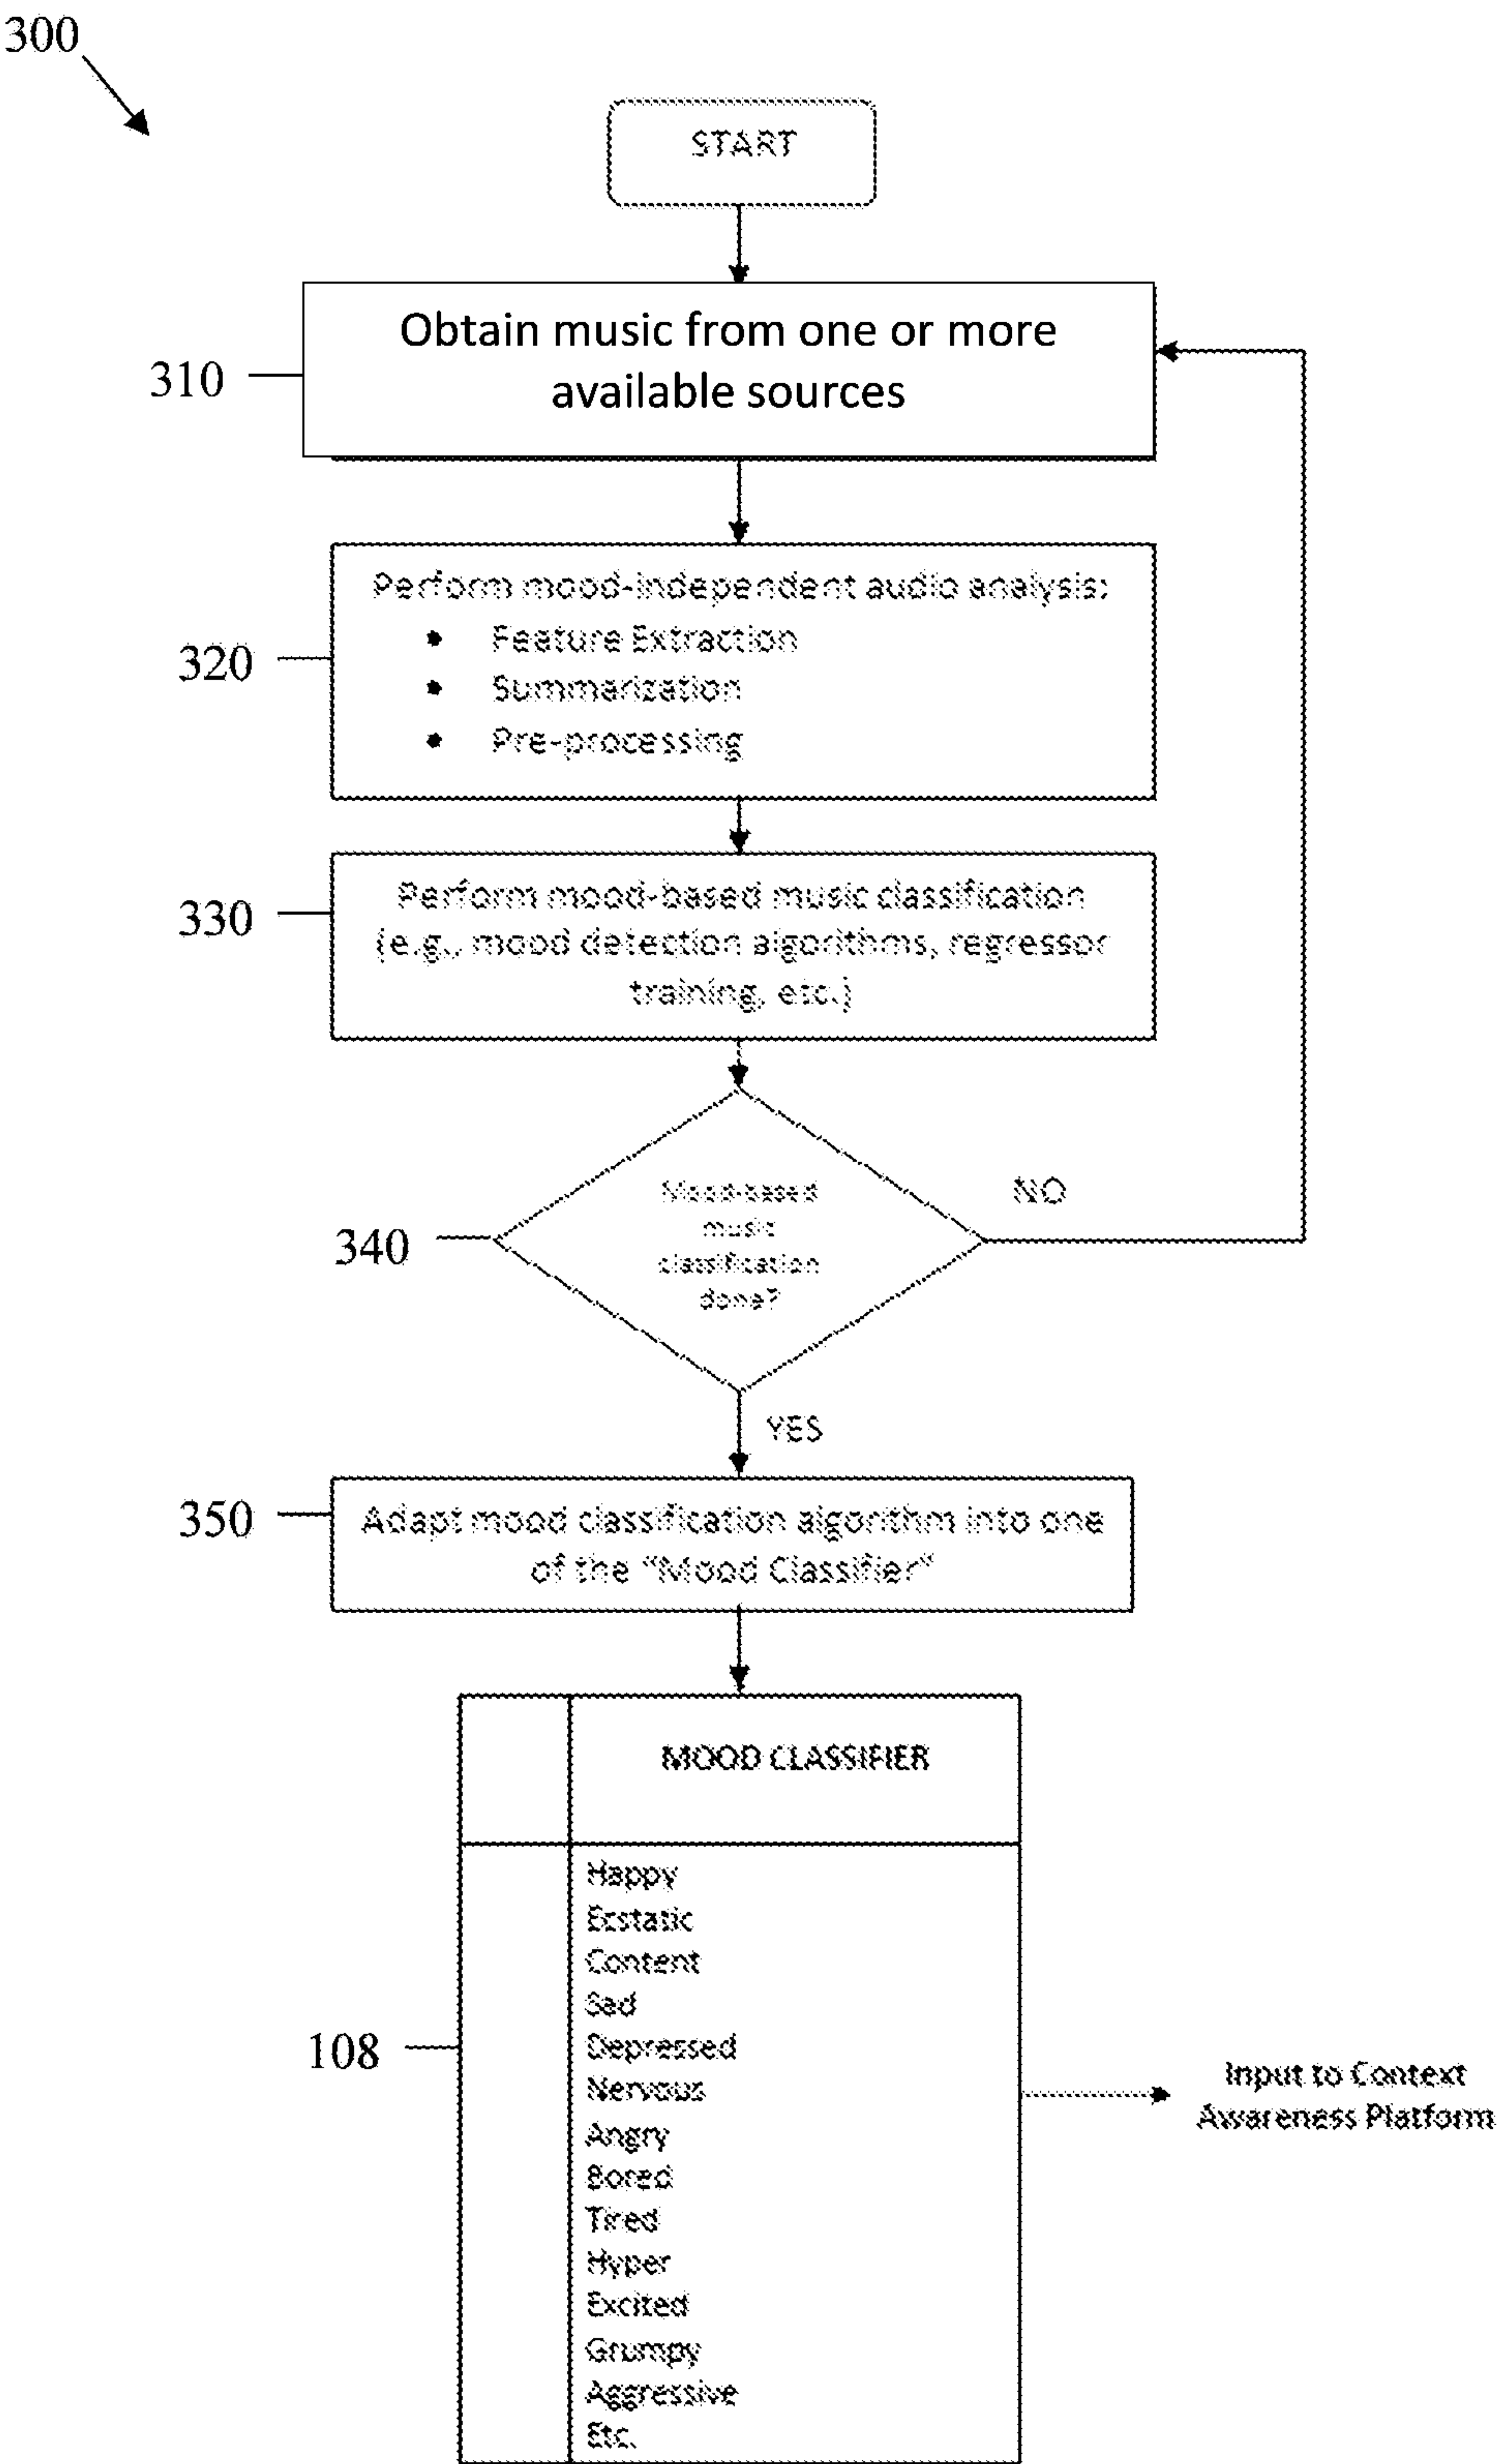 300
START
310
Obtain music from one or more
available sources
320
Perform mood-independent audio analysis:
• Feature Extraction
• Summarization
• Pre-processing
330
Perform mood-based music classification
(e.g., mood detection algorithms, regressor
training, etc.)
340
Mood-based
music
classification
done?
NO
YES
350
Adapt mood classification algorithm into one
of the "Mood Classifier"
MOOD CLASSIFIER
108
Happy
Ecstatic
Content
Sad
Depressed
Nervous
Angry
Bored
Tired
Hyper
Excited
Grumpy
Aggressive
Etc.
Input to Context
Awareness Platform